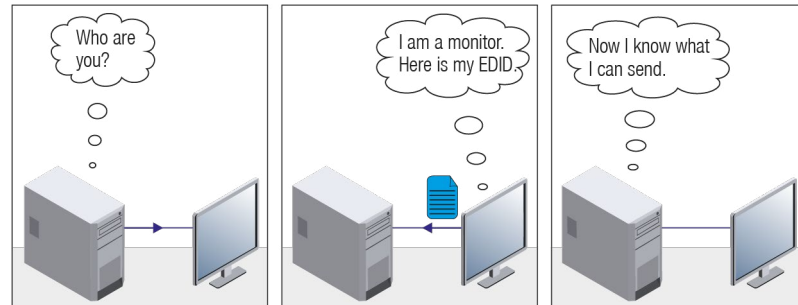 Who are
you?
I am a monitor.
Here is my EDID.
Now I know what
I can send.